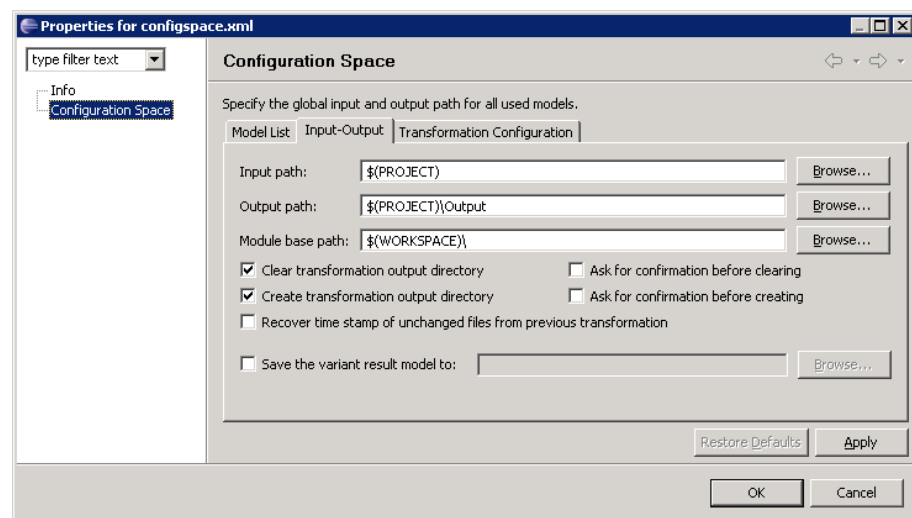 Properties for configspace.xml
type filter text
Info
Configuration Space
Configuration Space
Specify the global input and output path for all used models.
Model List Input-Output Transformation Configuration
Input path: $(PROJECT) Browse...
Output path: $(PROJECT)\Output Browse...
Module base path: $(WORKSPACE)\ Browse...
Clear transformation output directory Ask for confirmation before clearing
Create transformation output directory Ask for confirmation before creating
Recover time stamp of unchanged files from previous transformation
Save the variant result model to: Browse...
Restore Defaults Apply
OK Cancel